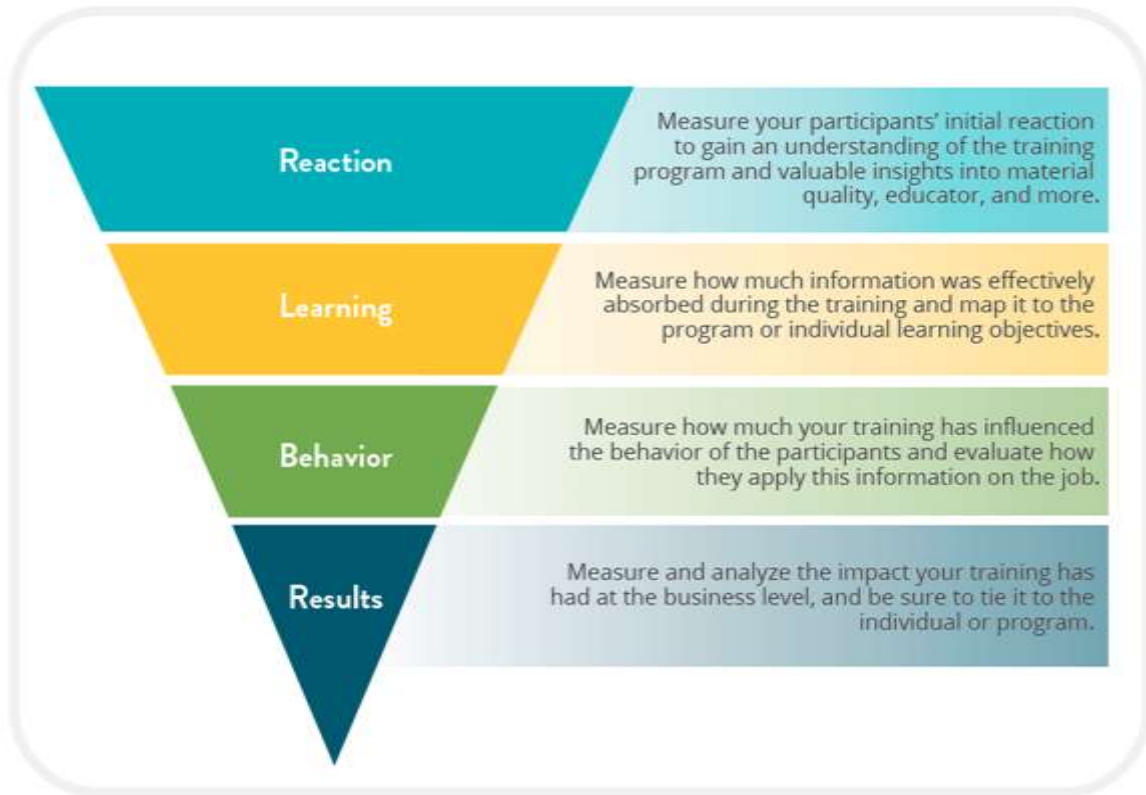 Reaction
Measure your participants' initial reaction
to gain an understanding of the training
program and valuable insights into material
quality, educator, and more.
Learning
Measure how much information was effectively
absorbed during the training and map it to the
program or individual learning objectives.
Behavior
Measure how much your training has influenced
the behavior of the participants and evaluate how
they apply this information on the job.
Results
Measure and analyze the impact your training has
had at the business level, and be sure to tie it to the
individual or program.